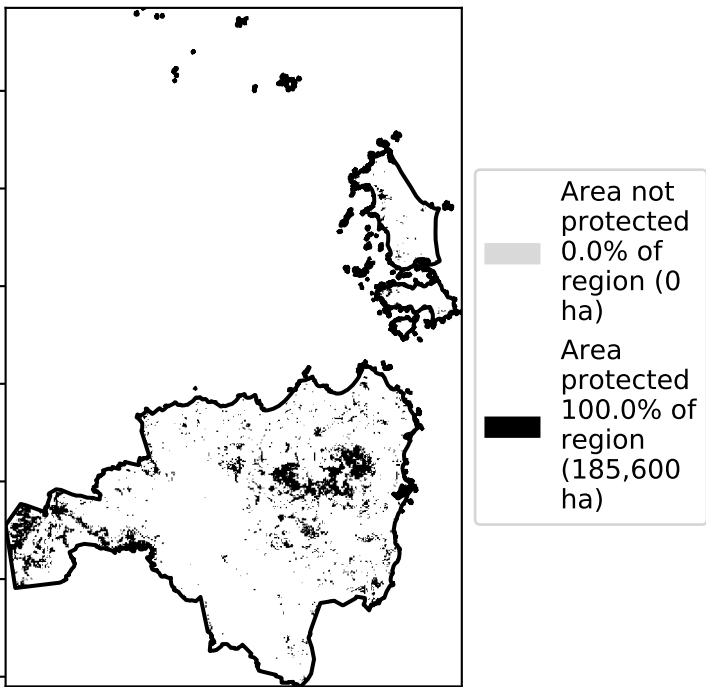 Area not
protected
0.0% of
region (0
ha)
Area
protected
100.0% of
region
(185,600
ha)